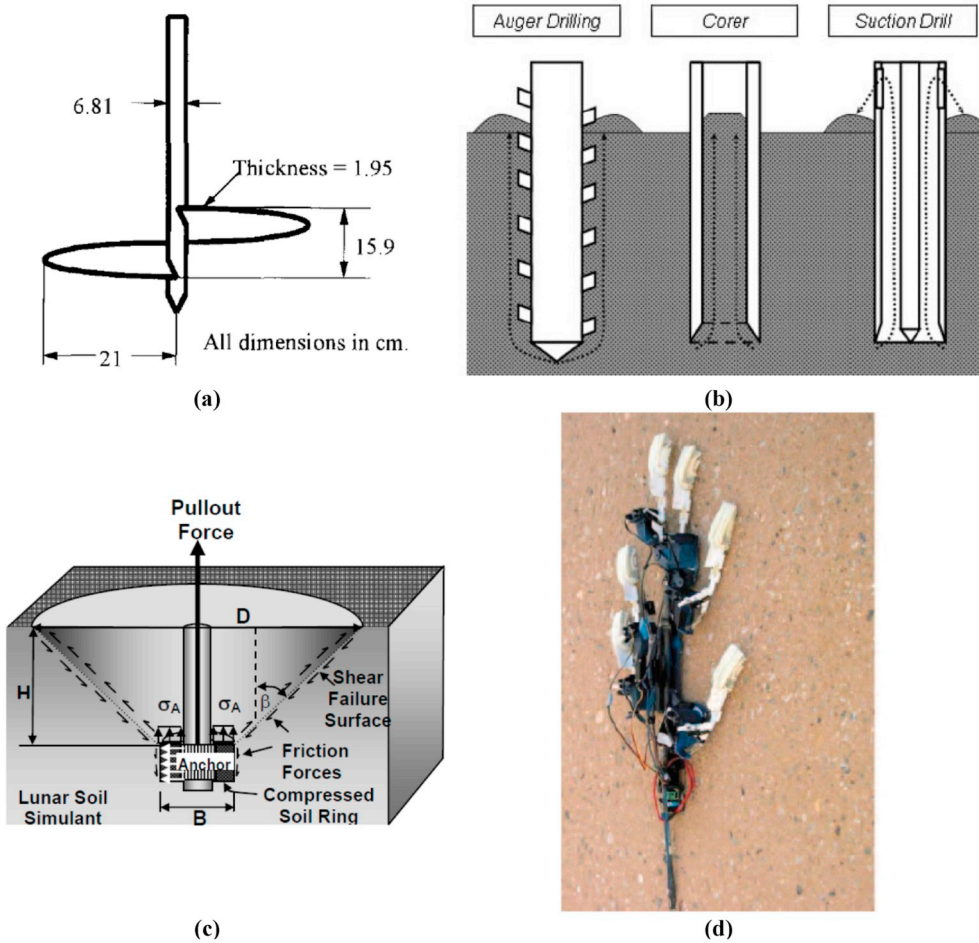 6.81
Thickness = 1.95
15.9
21
All dimensions in cm.
(a)
Auger Drilling
Corer
Suction Drill
(b)
Pullout
Force
D
H
β
Shear
Failure
Surface
σA
σA
Anchor
Friction
Forces
Compressed
Soil Ring
Lunar Soil
Simulant
B
(c)
(d)